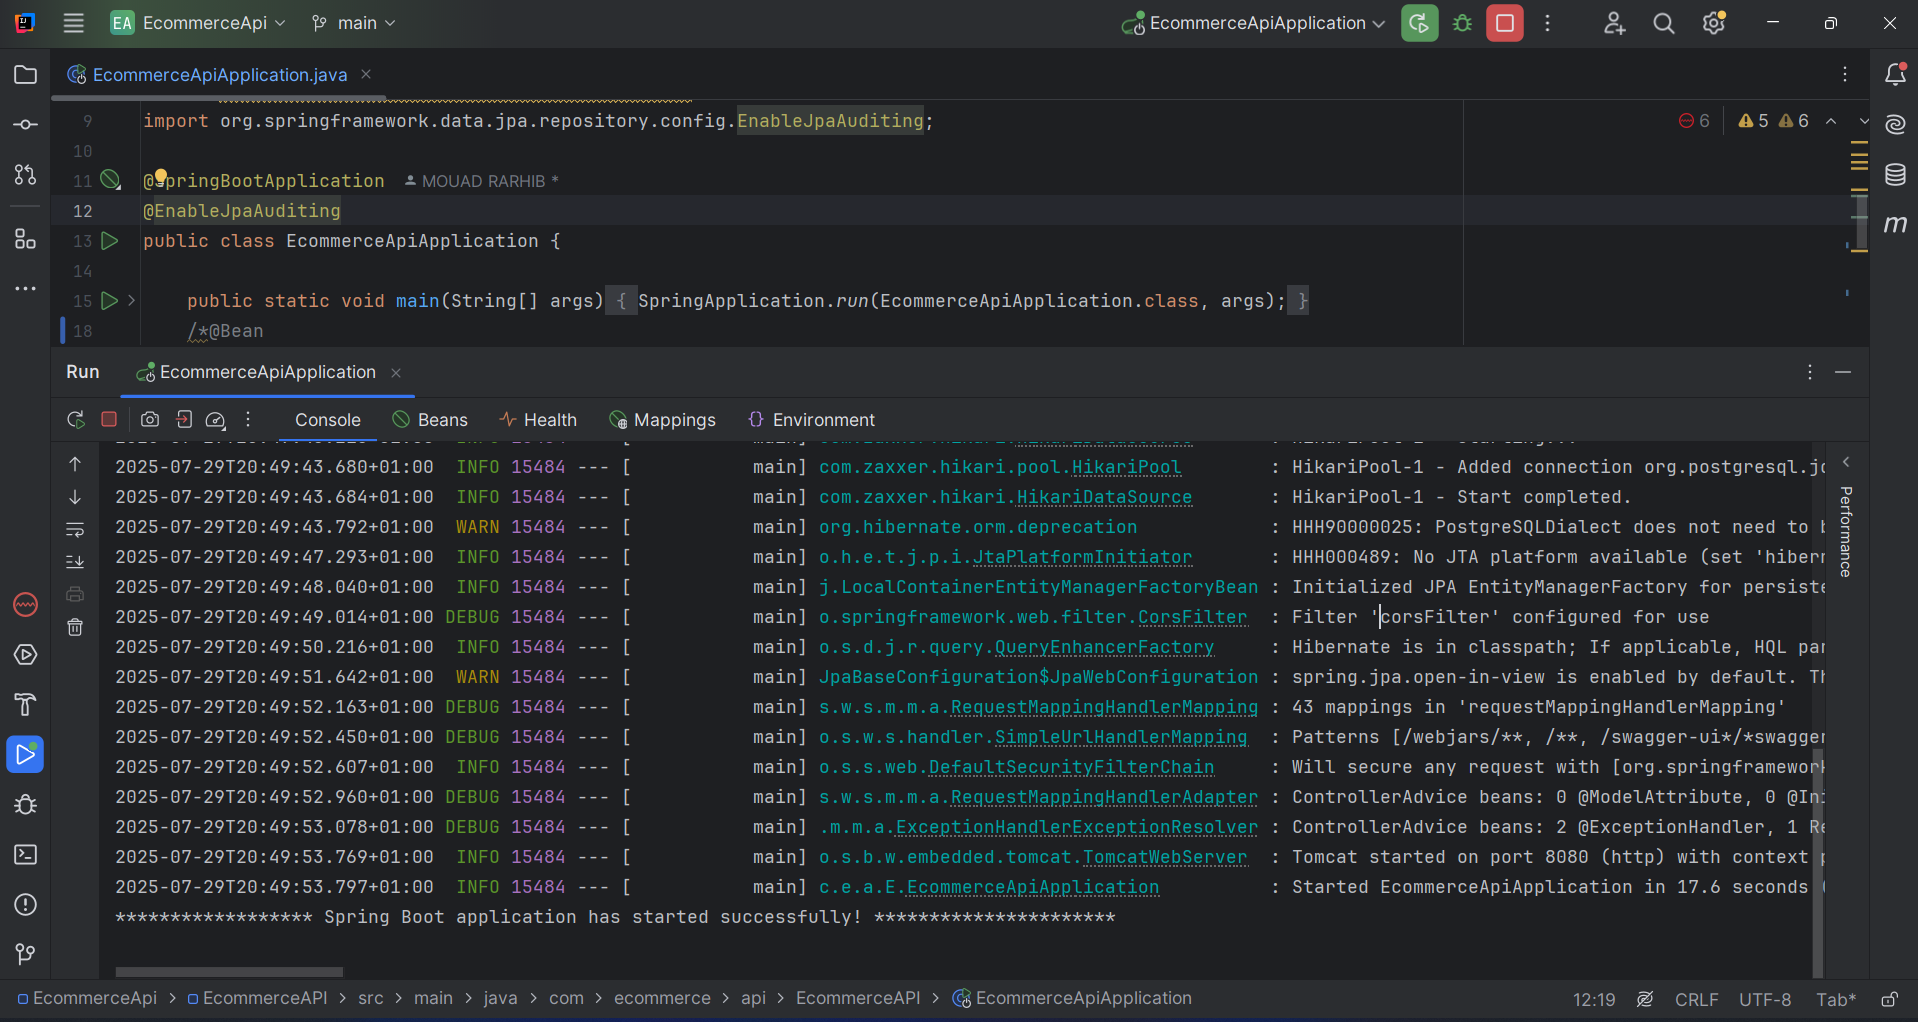 EA EcommerceApi main EcommerceApiApplication
EcommerceApiApplication.java
9 import org.springframework.data.jpa.repository.config.EnableJpaAuditing; 6 5 6
10
11 @SpringBootApplication MOUAD RARHIB *
12 @EnableJpaAuditing
13 public class EcommerceApiApplication {
14
15 public static void main(String[] args) { SpringApplication.run(EcommerceApiApplication.class, args); }
18 /*@Bean
Run EcommerceApiApplication
Console Beans Health Mappings Environment
2025-07-29T20:49:43.680+01:00 INFO 15484 --- [ main] com.zaxxer.hikari.pool.HikariPool : HikariPool-1 - Added connection org.postgresql.jd
2025-07-29T20:49:43.684+01:00 INFO 15484 --- [ main] com.zaxxer.hikari.HikariDataSource : HikariPool-1 - Start completed.
2025-07-29T20:49:43.792+01:00 WARN 15484 --- [ main] org.hibernate.orm.deprecation : HHH90000025: PostgreSQLDialect does not need to b
2025-07-29T20:49:47.293+01:00 INFO 15484 --- [ main] o.h.e.t.j.p.i.JtaPlatformInitiator : HHH000489: No JTA platform available (set 'hibern
2025-07-29T20:49:48.040+01:00 INFO 15484 --- [ main] j.LocalContainerEntityManagerFactoryBean : Initialized JPA EntityManagerFactory for persiste
2025-07-29T20:49:49.014+01:00 DEBUG 15484 --- [ main] o.springframework.web.filter.CorsFilter : Filter 'corsFilter' configured for use
2025-07-29T20:49:50.216+01:00 INFO 15484 --- [ main] o.s.d.j.r.query.QueryEnhancerFactory : Hibernate is in classpath; If applicable, HQL par
2025-07-29T20:49:51.642+01:00 WARN 15484 --- [ main] JpaBaseConfiguration$JpaWebConfiguration : spring.jpa.open-in-view is enabled by default. Th
2025-07-29T20:49:52.163+01:00 DEBUG 15484 --- [ main] s.w.s.m.m.a.RequestMappingHandlerMapping : 43 mappings in 'requestMappingHandlerMapping'
2025-07-29T20:49:52.450+01:00 DEBUG 15484 --- [ main] o.s.w.s.handler.SimpleUrlHandlerMapping : Patterns [/webjars/**, /**, /swagger-ui*/*swagger
2025-07-29T20:49:52.607+01:00 INFO 15484 --- [ main] o.s.s.web.DefaultSecurityFilterChain : Will secure any request with [org.springframework
2025-07-29T20:49:52.960+01:00 DEBUG 15484 --- [ main] s.w.s.m.m.a.RequestMappingHandlerAdapter : ControllerAdvice beans: 0 @ModelAttribute, 0 @Ini
2025-07-29T20:49:53.078+01:00 DEBUG 15484 --- [ main] .m.m.a.ExceptionHandlerExceptionResolver : ControllerAdvice beans: 2 @ExceptionHandler, 1 Re
2025-07-29T20:49:53.769+01:00 INFO 15484 --- [ main] o.s.b.w.embedded.tomcat.TomcatWebServer : Tomcat started on port 8080 (http) with context p
2025-07-29T20:49:53.797+01:00 INFO 15484 --- [ main] c.e.a.E.EcommerceApiApplication : Started EcommerceApiApplication in 17.6 seconds (
****************** Spring Boot application has started successfully! **********************
Performance
EcommerceApi > EcommerceAPI > src > main > java > com > ecommerce > api > EcommerceAPI > EcommerceApiApplication 12:19 CRLF UTF-8 Tab*